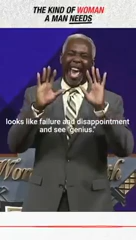 THE KIND OF WOMAN
A MAN NEEDS
looks like failure and disappointment
and see "genius."